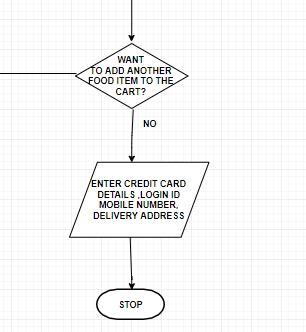 WANT
TO ADD ANOTHER
FOOD ITEM TO THE
CART?
NO
ENTER CREDIT CARD
DETAILS ,LOGIN ID
MOBILE NUMBER,
DELIVERY ADDRESS
STOP